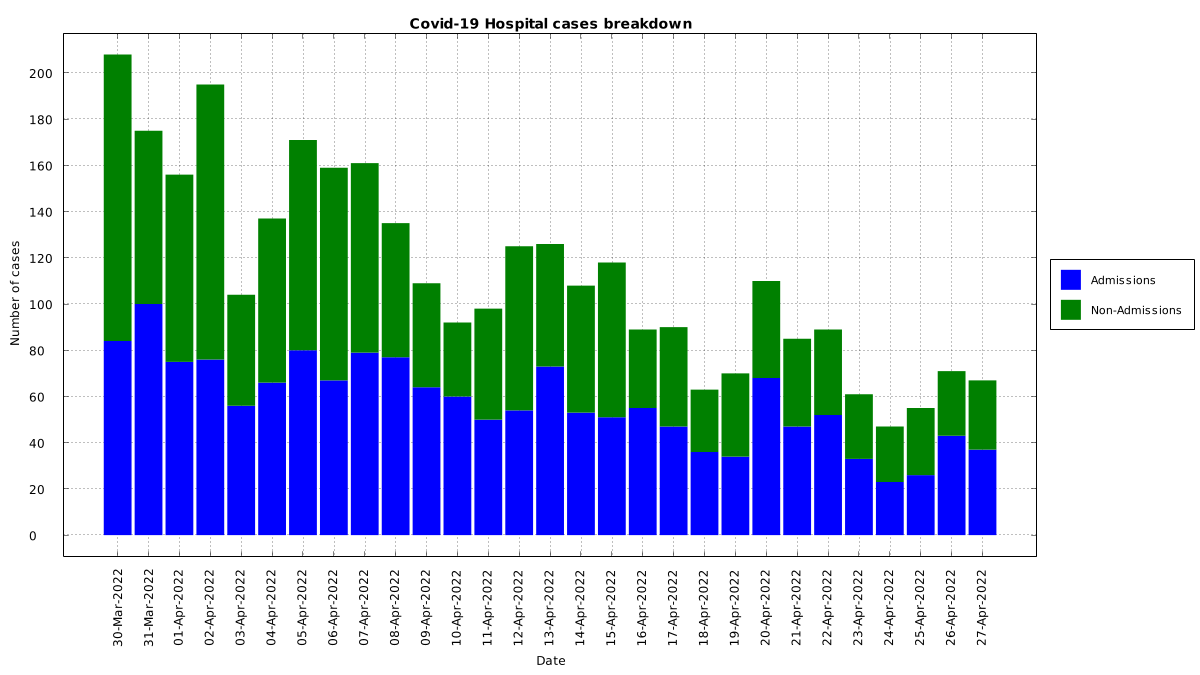 Covid-19 Hospital cases breakdown
Number of cases
200
180
160
140
120
100
80
60
40
20
0
30-Mar-2022
31-Mar-2022
01-Apr-2022
02-Apr-2022
03-Apr-2022
04-Apr-2022
05-Apr-2022
06-Apr-2022
07-Apr-2022
08-Apr-2022
09-Apr-2022
10-Apr-2022
11-Apr-2022
12-Apr-2022
13-Apr-2022
14-Apr-2022
15-Apr-2022
16-Apr-2022
17-Apr-2022
18-Apr-2022
19-Apr-2022
20-Apr-2022
21-Apr-2022
22-Apr-2022
23-Apr-2022
24-Apr-2022
25-Apr-2022
26-Apr-2022
27-Apr-2022
Date
Admissions
Non-Admissions